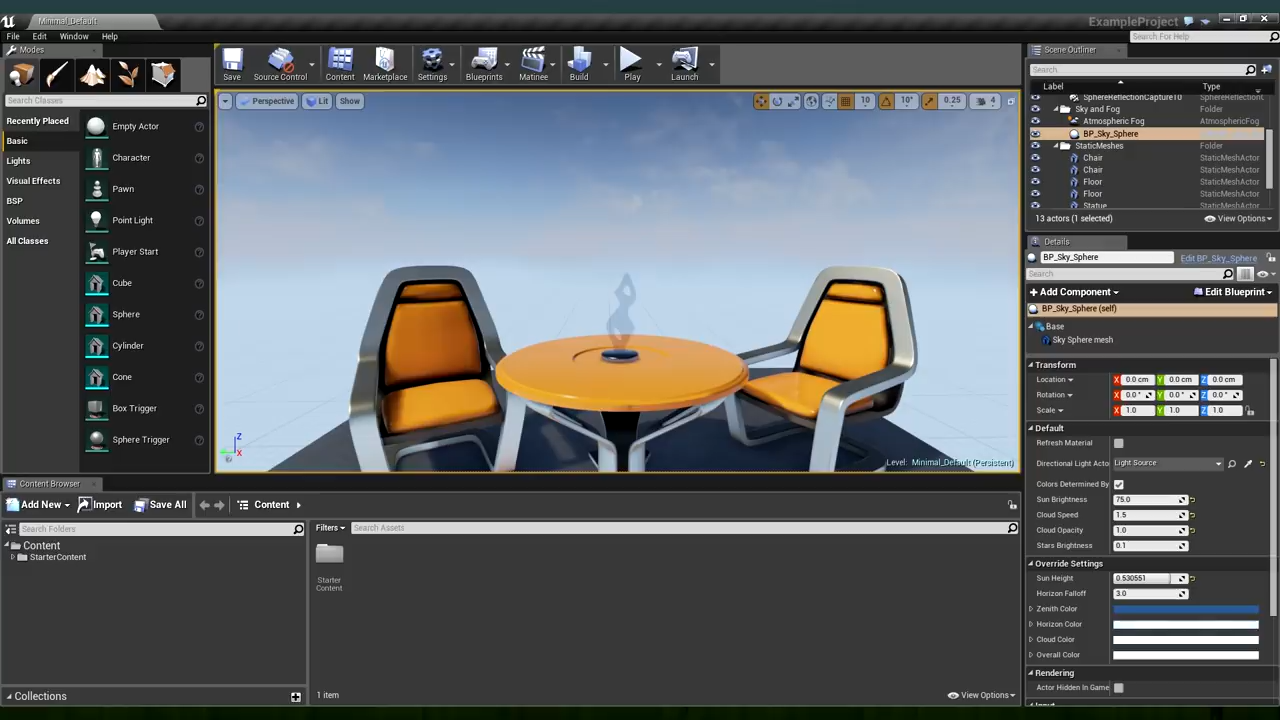 Minimal_Default
ExampleProject
File Edit Window Help
Search For Help
Modes
Search Classes
Recently Placed
Basic
Lights
Visual Effects
BSP
Volumes
All Classes
Empty Actor
Character
Pawn
Point Light
Player Start
Cube
Sphere
Cylinder
Cone
Box Trigger
Sphere Trigger
Save Source Control Content Marketplace Settings Blueprints Matinee Build Play Launch
Perspective Lit Show
10 10° 0.25 4
Z
X
Level: Minimal_Default (Persistent)
Scene Outliner
Search
Label Type
SphereReflectionCapture10 SphereReflection
Sky and Fog Folder
Atmospheric Fog AtmosphericFog
BP_Sky_Sphere
StaticMeshes Folder
Chair StaticMeshActor
Chair StaticMeshActor
Floor StaticMeshActor
Floor StaticMeshActor
Statue StaticMeshActor
13 actors (1 selected) View Options
Details
BP_Sky_Sphere Edit BP_Sky_Sphere
Search
Add Component Edit Blueprint
BP_Sky_Sphere (self)
Base
Sky Sphere mesh
Transform
Location X 0.0 cm Y 0.0 cm Z 0.0 cm
Rotation X 0.0 ° Y 0.0 ° Z 0.0 °
Scale X 1.0 Y 1.0 Z 1.0
Default
Refresh Material
Directional Light Acto Light Source
Colors Determined By
Sun Brightness 75.0
Cloud Speed 1.5
Cloud Opacity 1.0
Stars Brightness 0.1
Override Settings
Sun Height 0.530551
Horizon Falloff 3.0
Zenith Color
Horizon Color
Cloud Color
Overall Color
Rendering
Actor Hidden In Game
Content Browser
Add New Import Save All Content
Search Folders
Content
StarterContent
Collections
Filters Search Assets
Starter
Content
1 item View Options